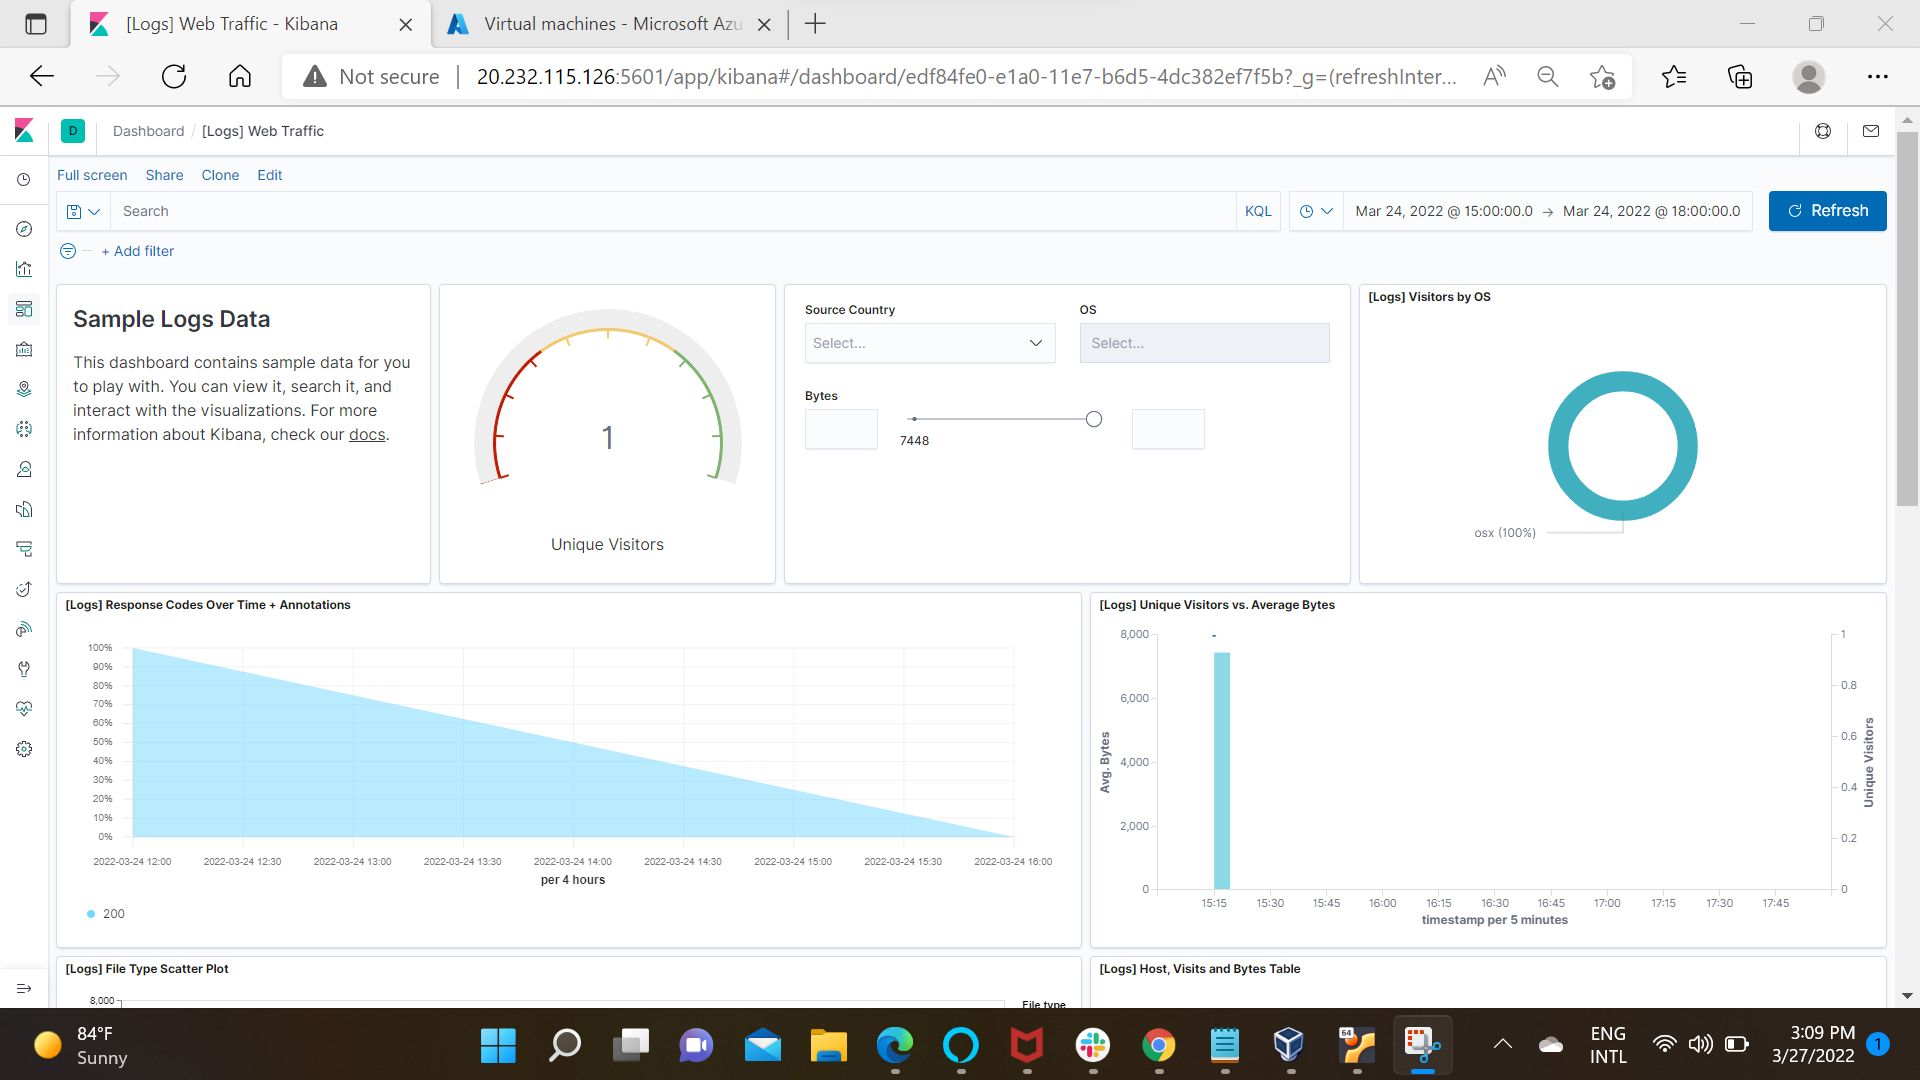 [Logs] Web Traffic - Kibana
Virtual machines - Microsoft Azu
Not secure
20.232.115.126:5601/app/kibana#/dashboard/edf84fe0-e1a0-11e7-b6d5-4dc382ef7f5b?_g=(refreshInter...
D
Dashboard / [Logs] Web Traffic
Full screen Share Clone Edit
Search
KQL
Mar 24, 2022 @ 15:00:00.0 → Mar 24, 2022 @ 18:00:00.0
Refresh
+ Add filter
Sample Logs Data
This dashboard contains sample data for you
to play with. You can view it, search it, and
interact with the visualizations. For more
information about Kibana, check our docs.
1
Unique Visitors
Source Country
Select...
OS
Select...
Bytes
7448
[Logs] Visitors by OS
osx (100%)
[Logs] Response Codes Over Time + Annotations
100%
90%
80%
70%
60%
50%
40%
30%
20%
10%
0%
2022-03-24 12:00 2022-03-24 12:30 2022-03-24 13:00 2022-03-24 13:30 2022-03-24 14:00 2022-03-24 14:30 2022-03-24 15:00 2022-03-24 15:30 2022-03-24 16:00
per 4 hours
200
[Logs] Unique Visitors vs. Average Bytes
8,000
6,000
4,000
2,000
0
Avg. Bytes
1
0.8
0.6
0.4
0.2
0
Unique Visitors
15:15 15:30 15:45 16:00 16:15 16:30 16:45 17:00 17:15 17:30 17:45
timestamp per 5 minutes
[Logs] File Type Scatter Plot
8,000
File type
[Logs] Host, Visits and Bytes Table
84°F
Sunny
64
ENG
INTL
3:09 PM
3/27/2022
1